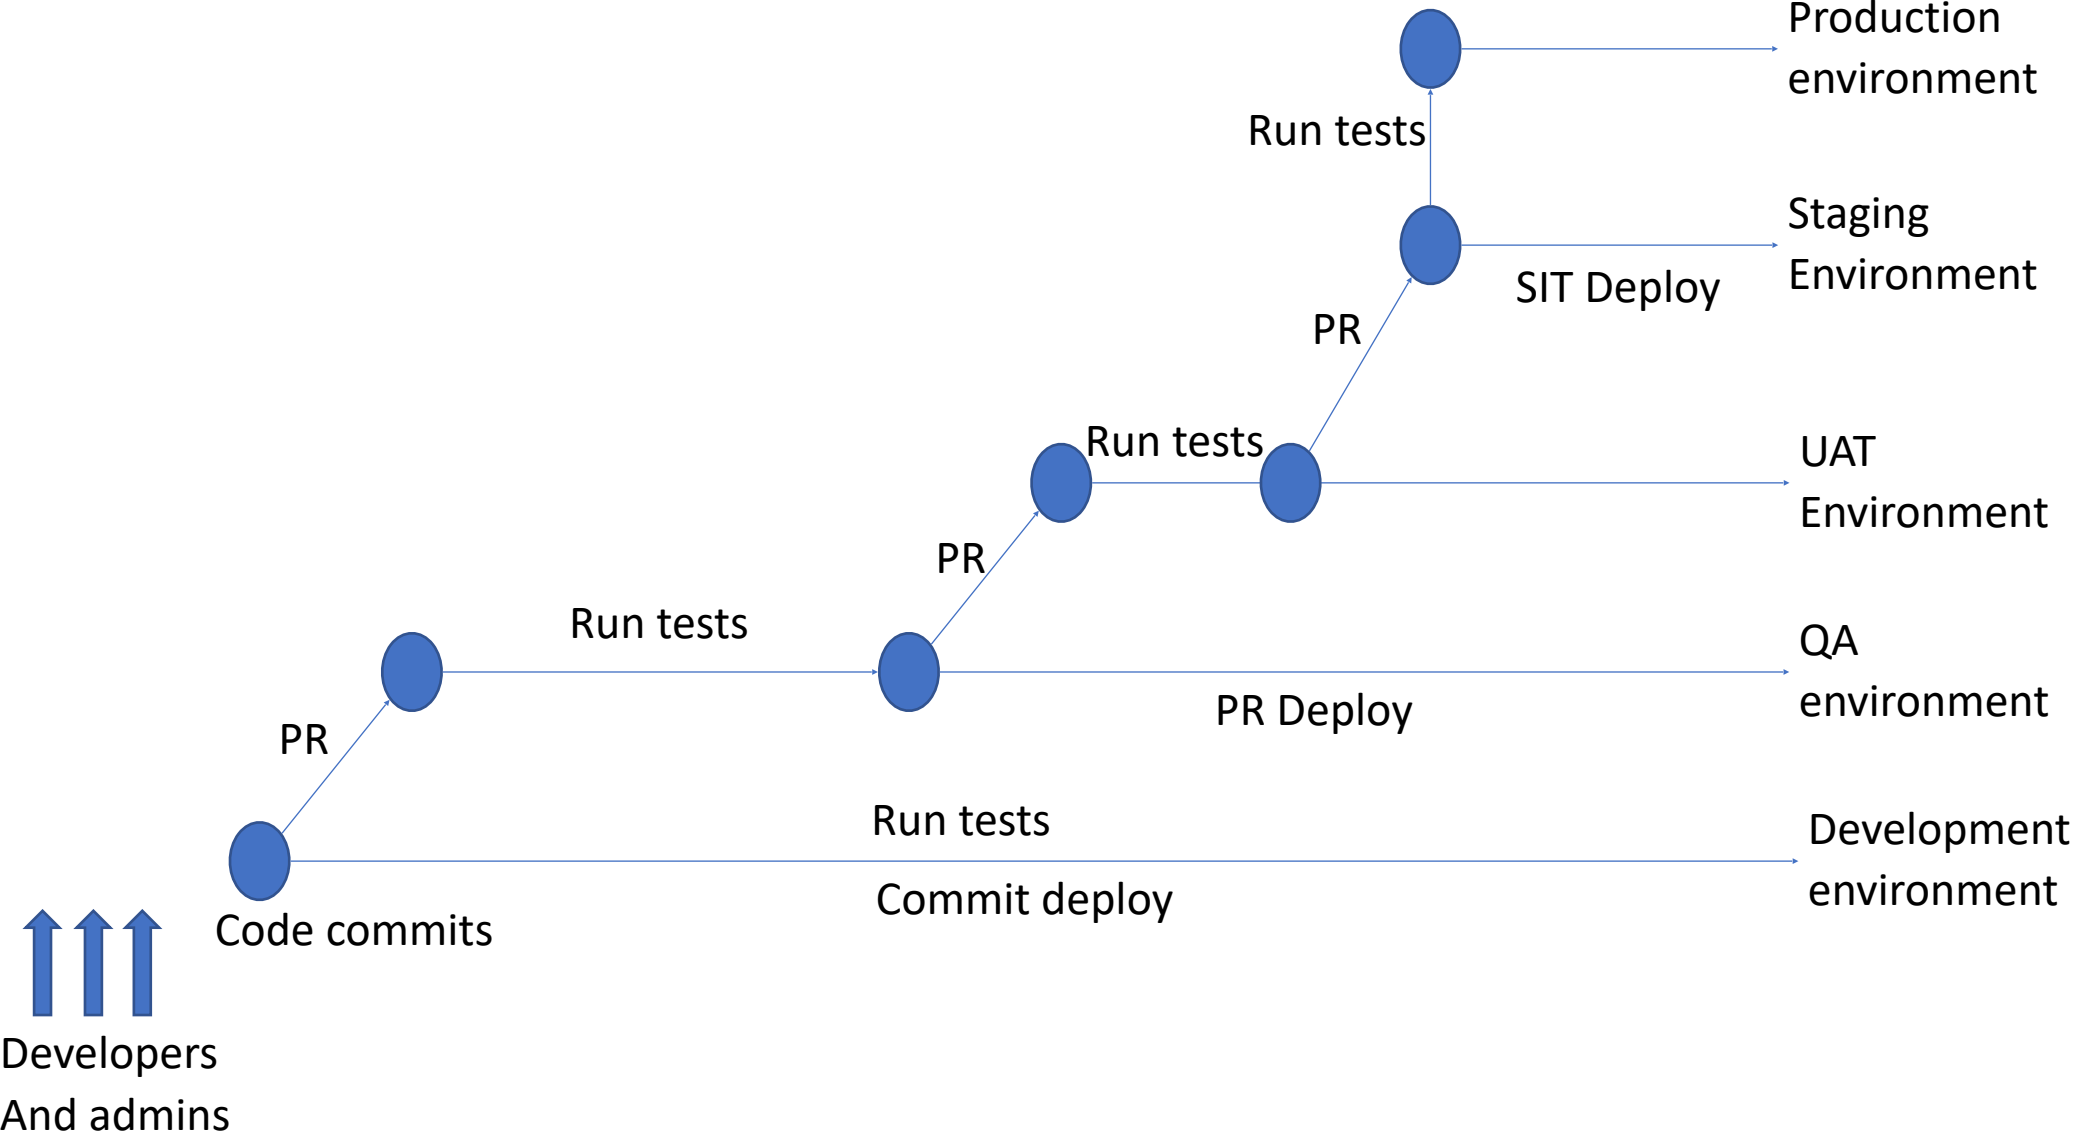 Production
environment
Run tests
Staging
Environment
SIT Deploy
PR
Run tests
UAT
Environment
PR
Run tests
QA
environment
PR Deploy
PR
Run tests
Development
environment
Commit deploy
Code commits
Developers
And admins